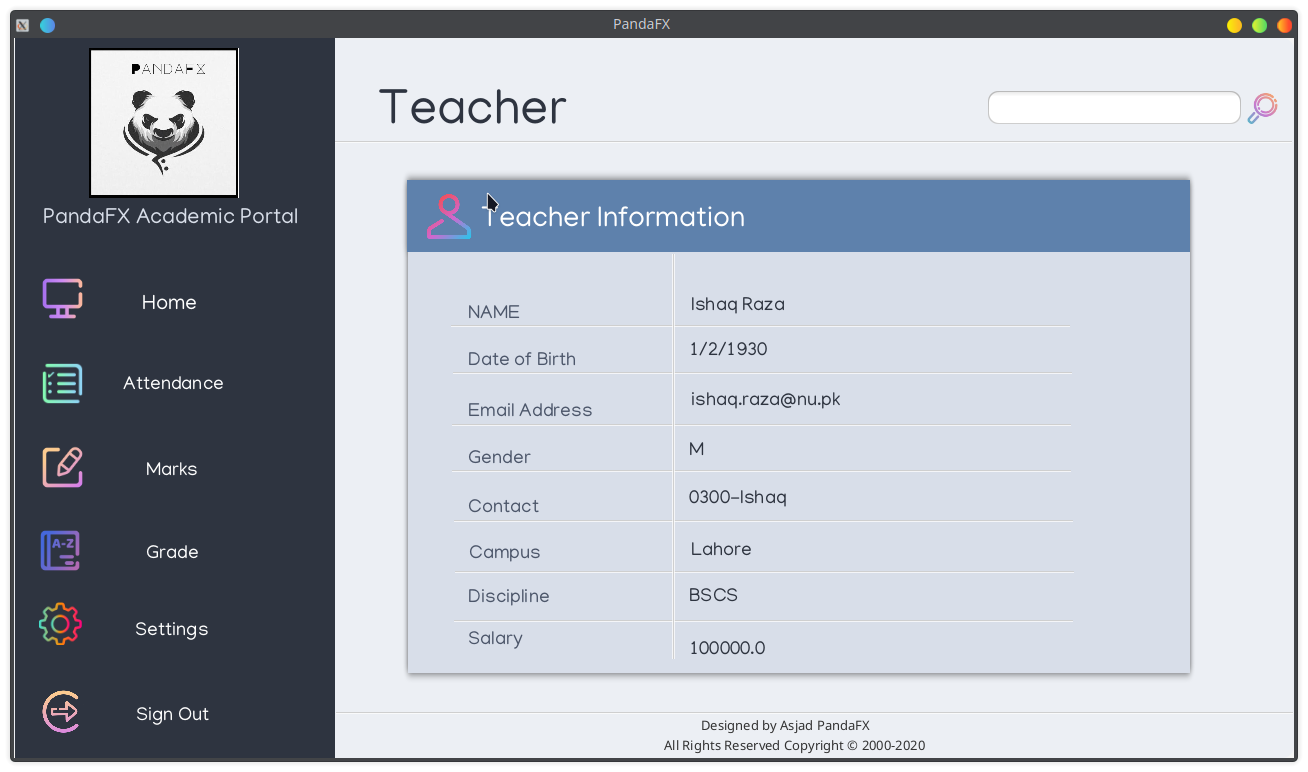 PandaFX
PANDAFX
PandaFX Academic Portal
Home
Attendance
Marks
A-Z
Grade
Settings
Sign Out
Teacher
Teacher Information
NAME Ishaq Raza
Date of Birth 1/2/1930
Email Address ishaq.raza@nu.pk
Gender M
Contact 0300-Ishaq
Campus Lahore
Discipline BSCS
Salary 100000.0
Designed by Asjad PandaFX
All Rights Reserved Copyright © 2000-2020